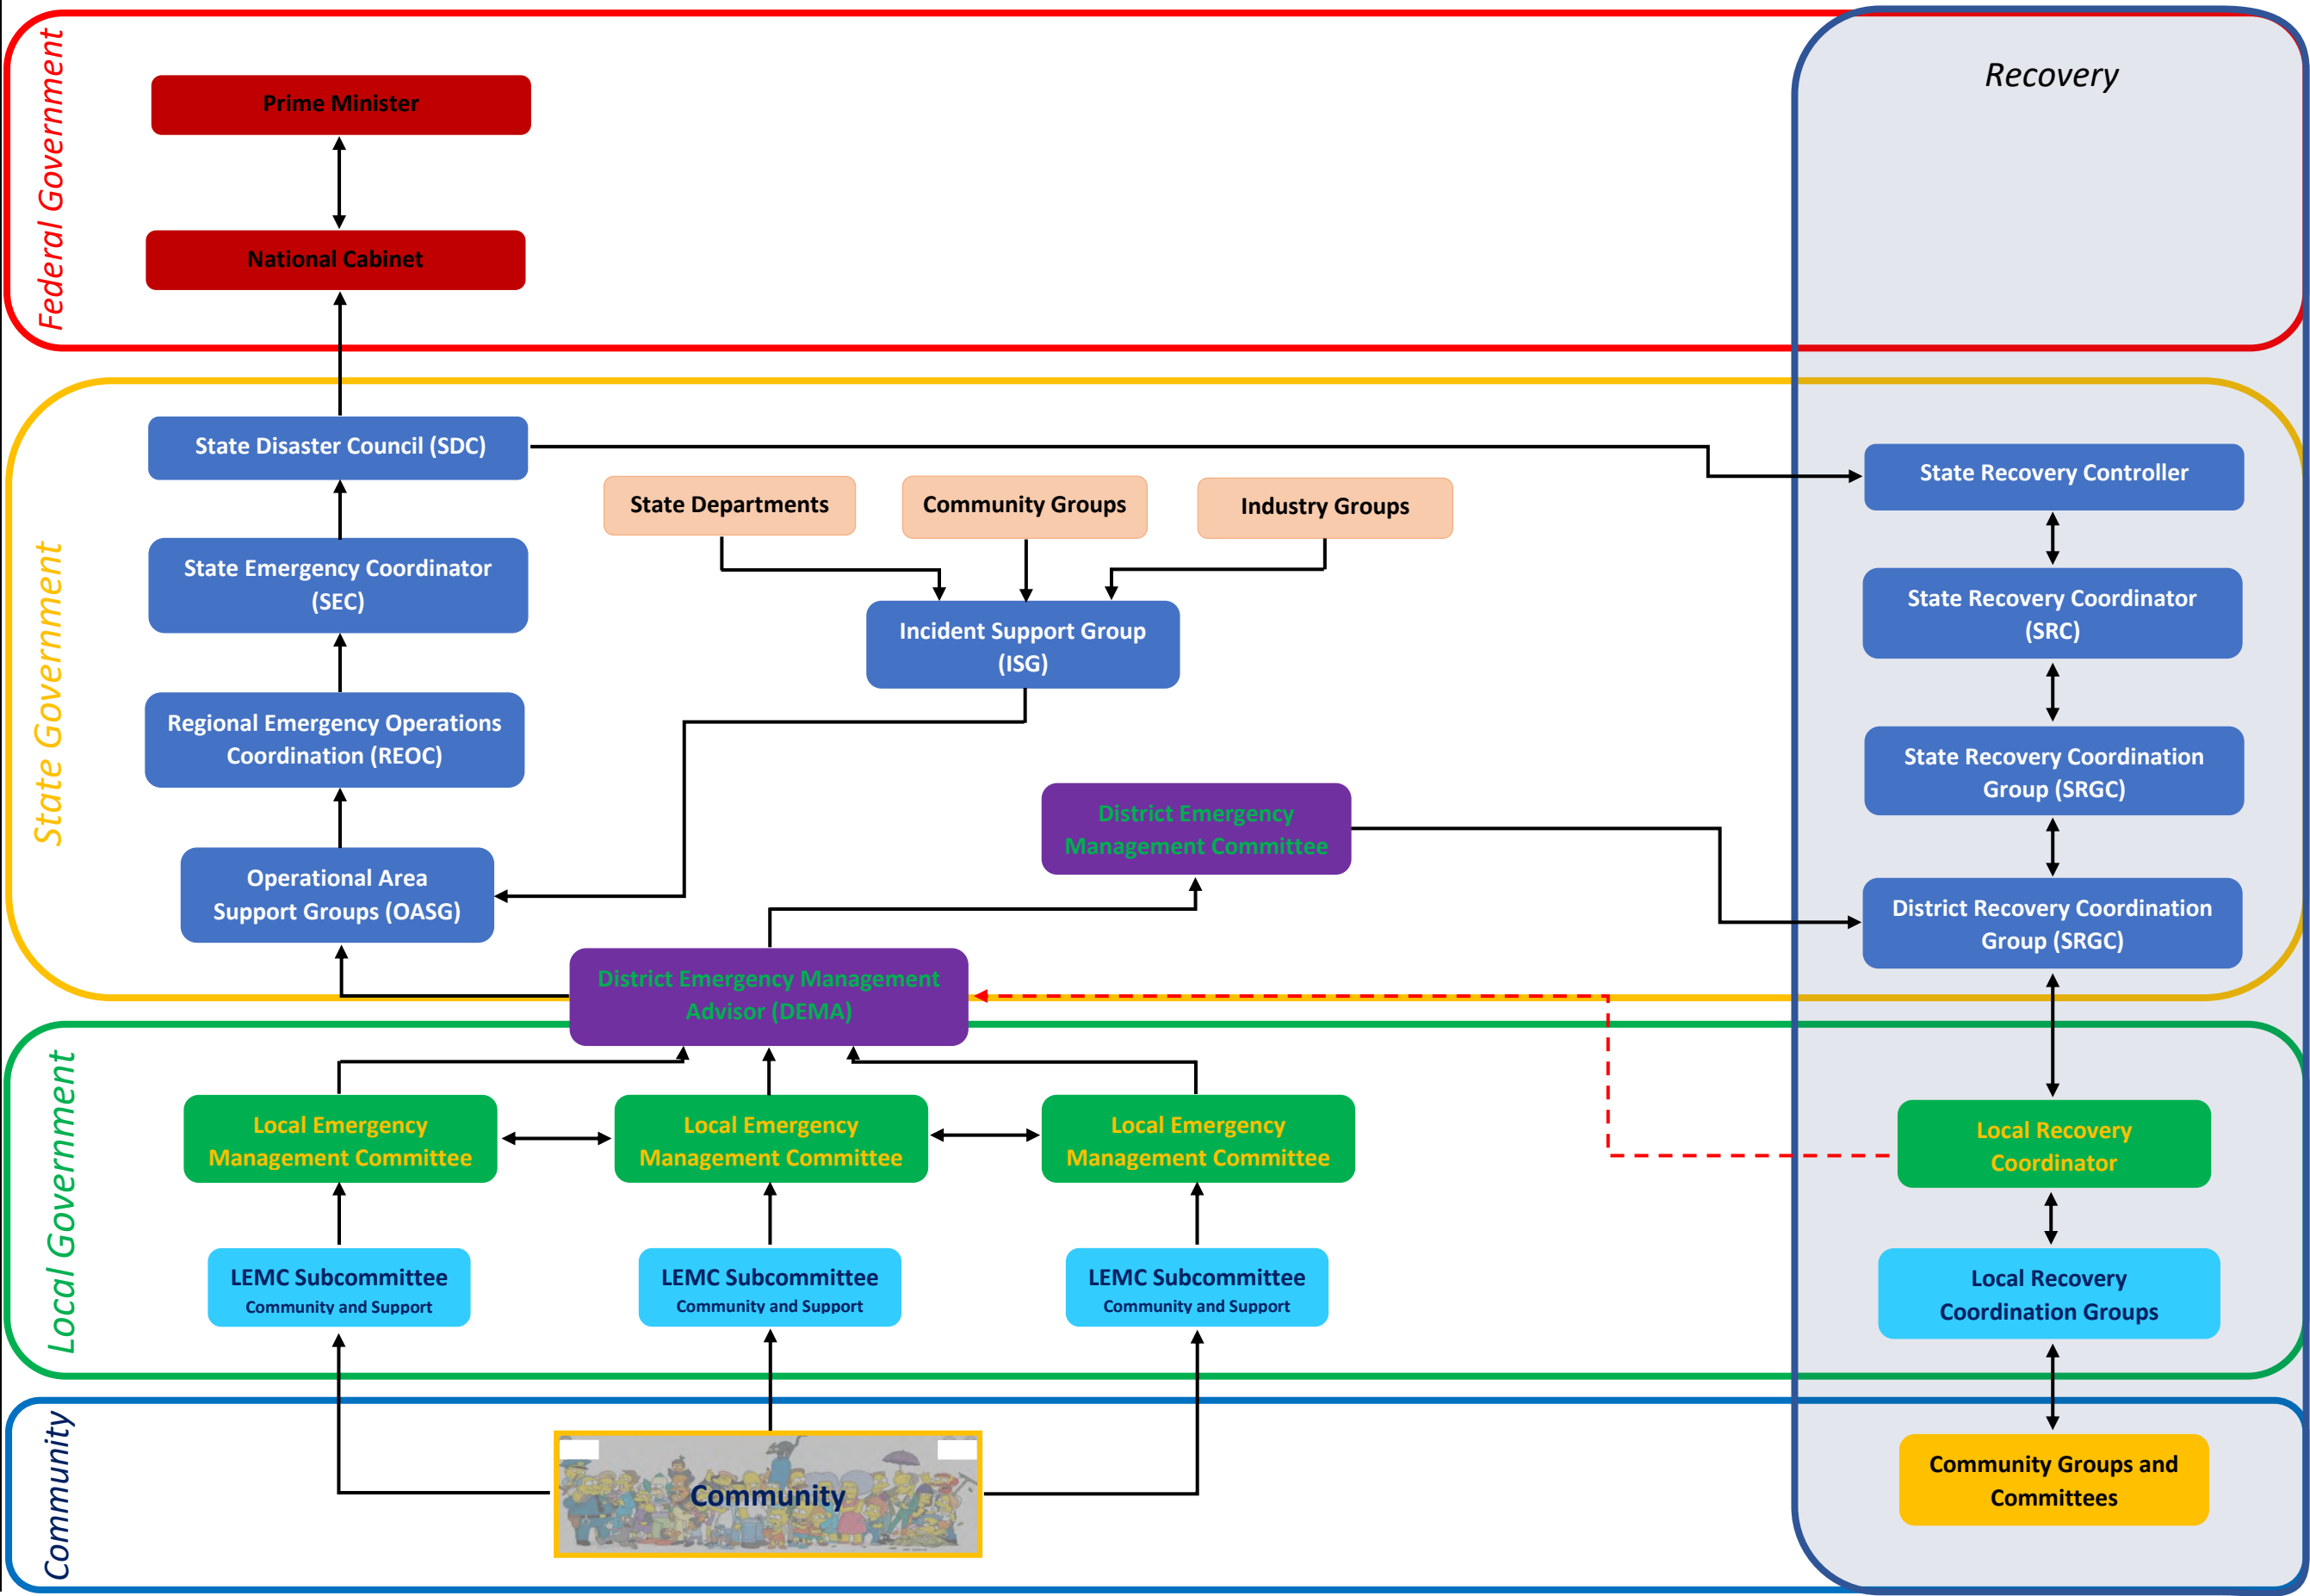 Federal Government
Prime Minister
National Cabinet
Recovery
State Government
State Disaster Council (SDC)
State Emergency Coordinator
(SEC)
Regional Emergency Operations
Coordination (REOC)
Operational Area
Support Groups (OASG)
State Departments
Community Groups
Industry Groups
Incident Support Group
(ISG)
District Emergency
Management Committee
District Emergency Management
Advisor (DEMA)
State Recovery Controller
State Recovery Coordinator
(SRC)
State Recovery Coordination
Group (SRGC)
District Recovery Coordination
Group (SRGC)
Local Government
Local Emergency
Management Committee
Local Emergency
Management Committee
Local Emergency
Management Committee
LEMC Subcommittee
Community and Support
LEMC Subcommittee
Community and Support
LEMC Subcommittee
Community and Support
Local Recovery
Coordinator
Local Recovery
Coordination Groups
Community
Community
Community Groups and
Committees